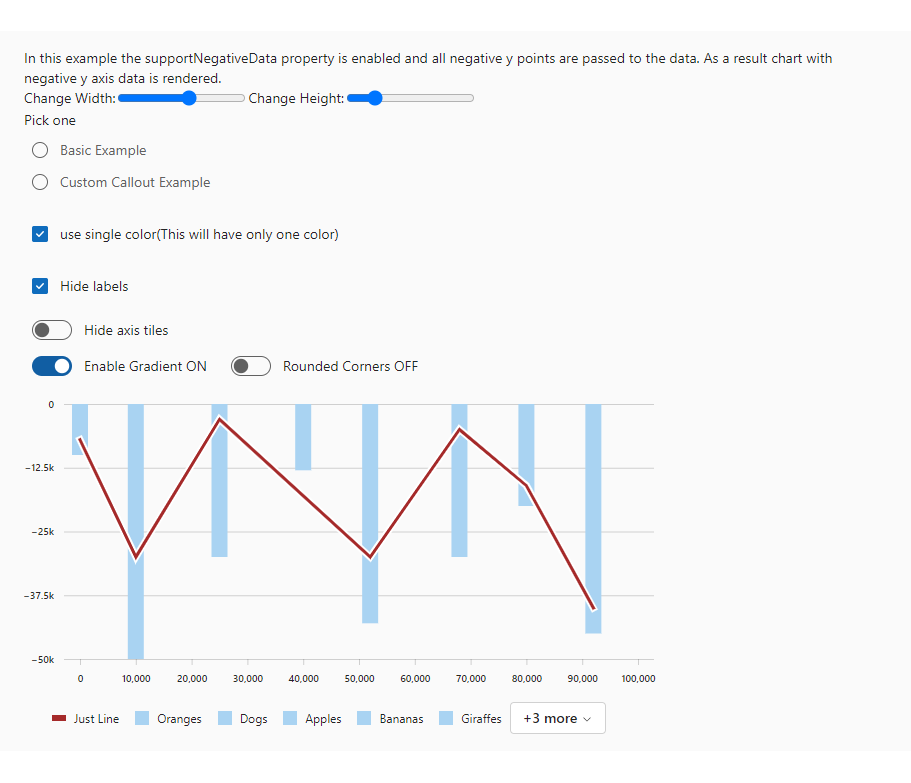 In this example the supportNegativeData property is enabled and all negative y points are passed to the data. As a result chart with
negative y axis data is rendered.
Change Width: Change Height:
Pick one
Basic Example
Custom Callout Example
use single color(This will have only one color)
Hide labels
Hide axis tiles
Enable Gradient ON Rounded Corners OFF
0
−12.5k
−25k
−37.5k
−50k
0 10,000 20,000 30,000 40,000 50,000 60,000 70,000 80,000 90,000 100,000
Just Line Oranges Dogs Apples Bananas Giraffes +3 more